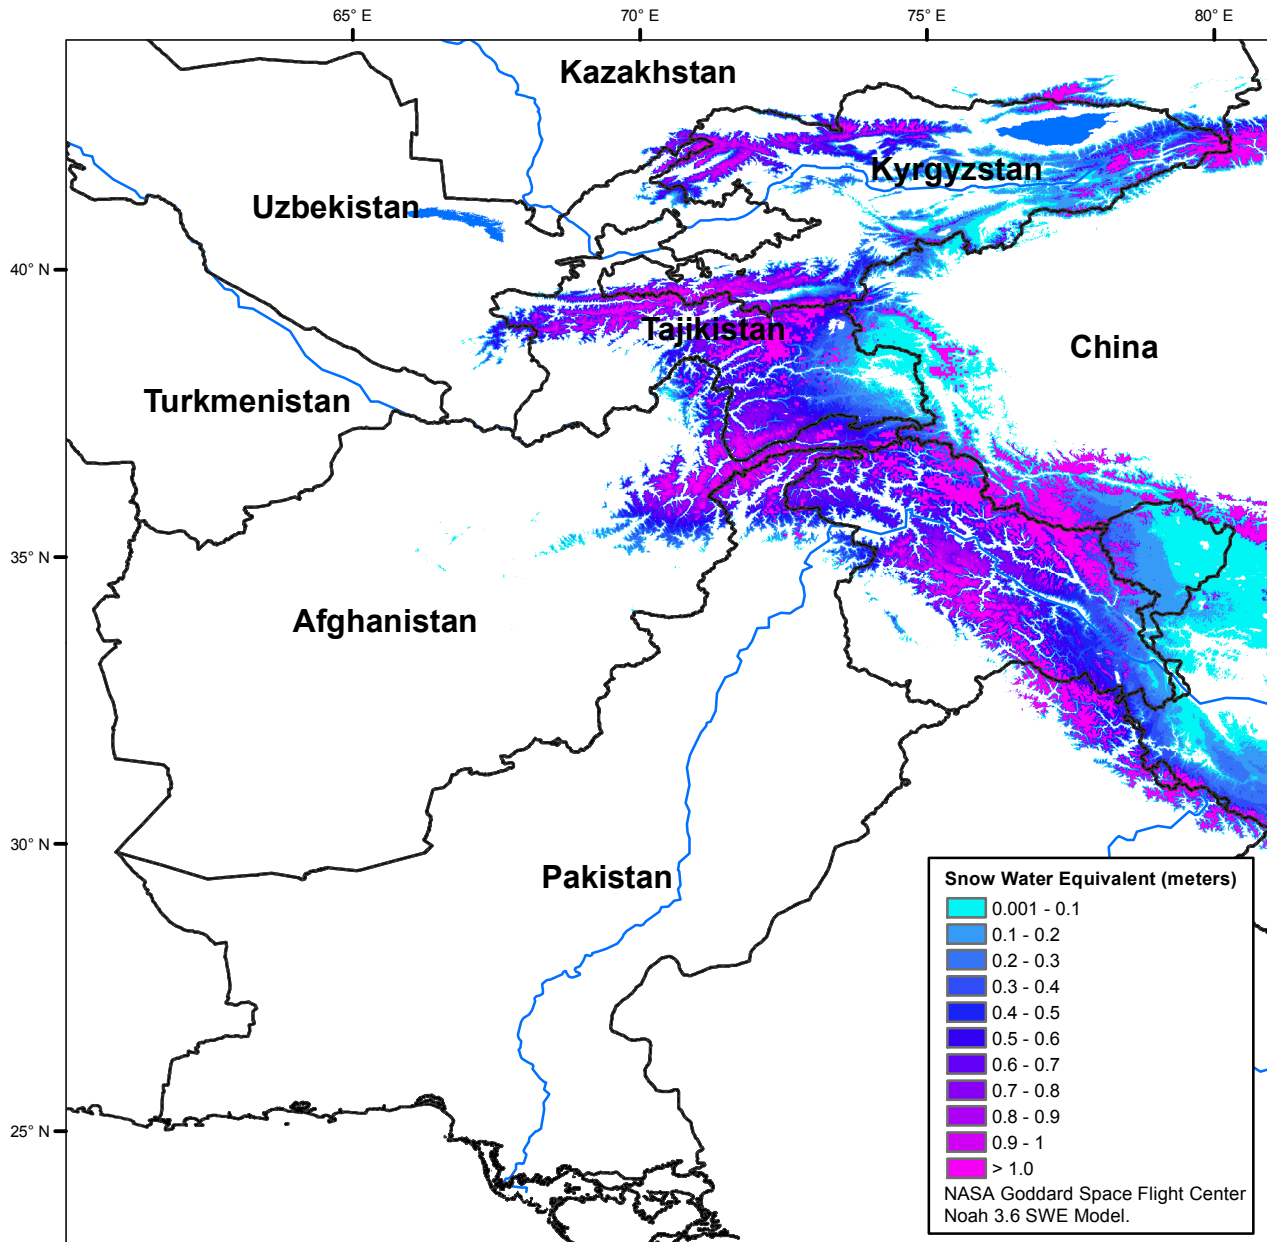 65° E
70° E
75° E
80° E
Kazakhstan
Kyrgyzstan
Uzbekistan
40° N
Tajikistan
China
Turkmenistan
35° N
Afghanistan
30° N
Pakistan
25° N
Snow Water Equivalent (meters)
0.001 - 0.1
0.1 - 0.2
0.2 - 0.3
0.3 - 0.4
0.4 - 0.5
0.5 - 0.6
0.6 - 0.7
0.7 - 0.8
0.8 - 0.9
0.9 - 1
> 1.0
NASA Goddard Space Flight Center
Noah 3.6 SWE Model.